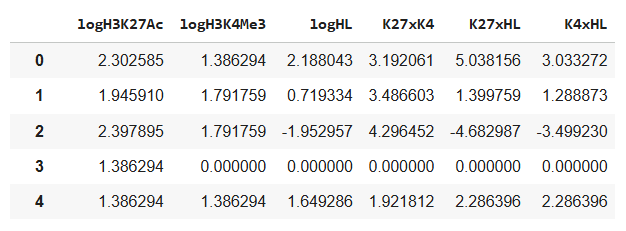 logH3K27Ac logH3K4Me3 logHL K27xK4 K27xHL K4xHL
0 2.302585 1.386294 2.188043 3.192061 5.038156 3.033272
1 1.945910 1.791759 0.719334 3.486603 1.399759 1.288873
2 2.397895 1.791759 -1.952957 4.296452 -4.682987 -3.499230
3 1.386294 0.000000 0.000000 0.000000 0.000000 0.000000
4 1.386294 1.386294 1.649286 1.921812 2.286396 2.286396